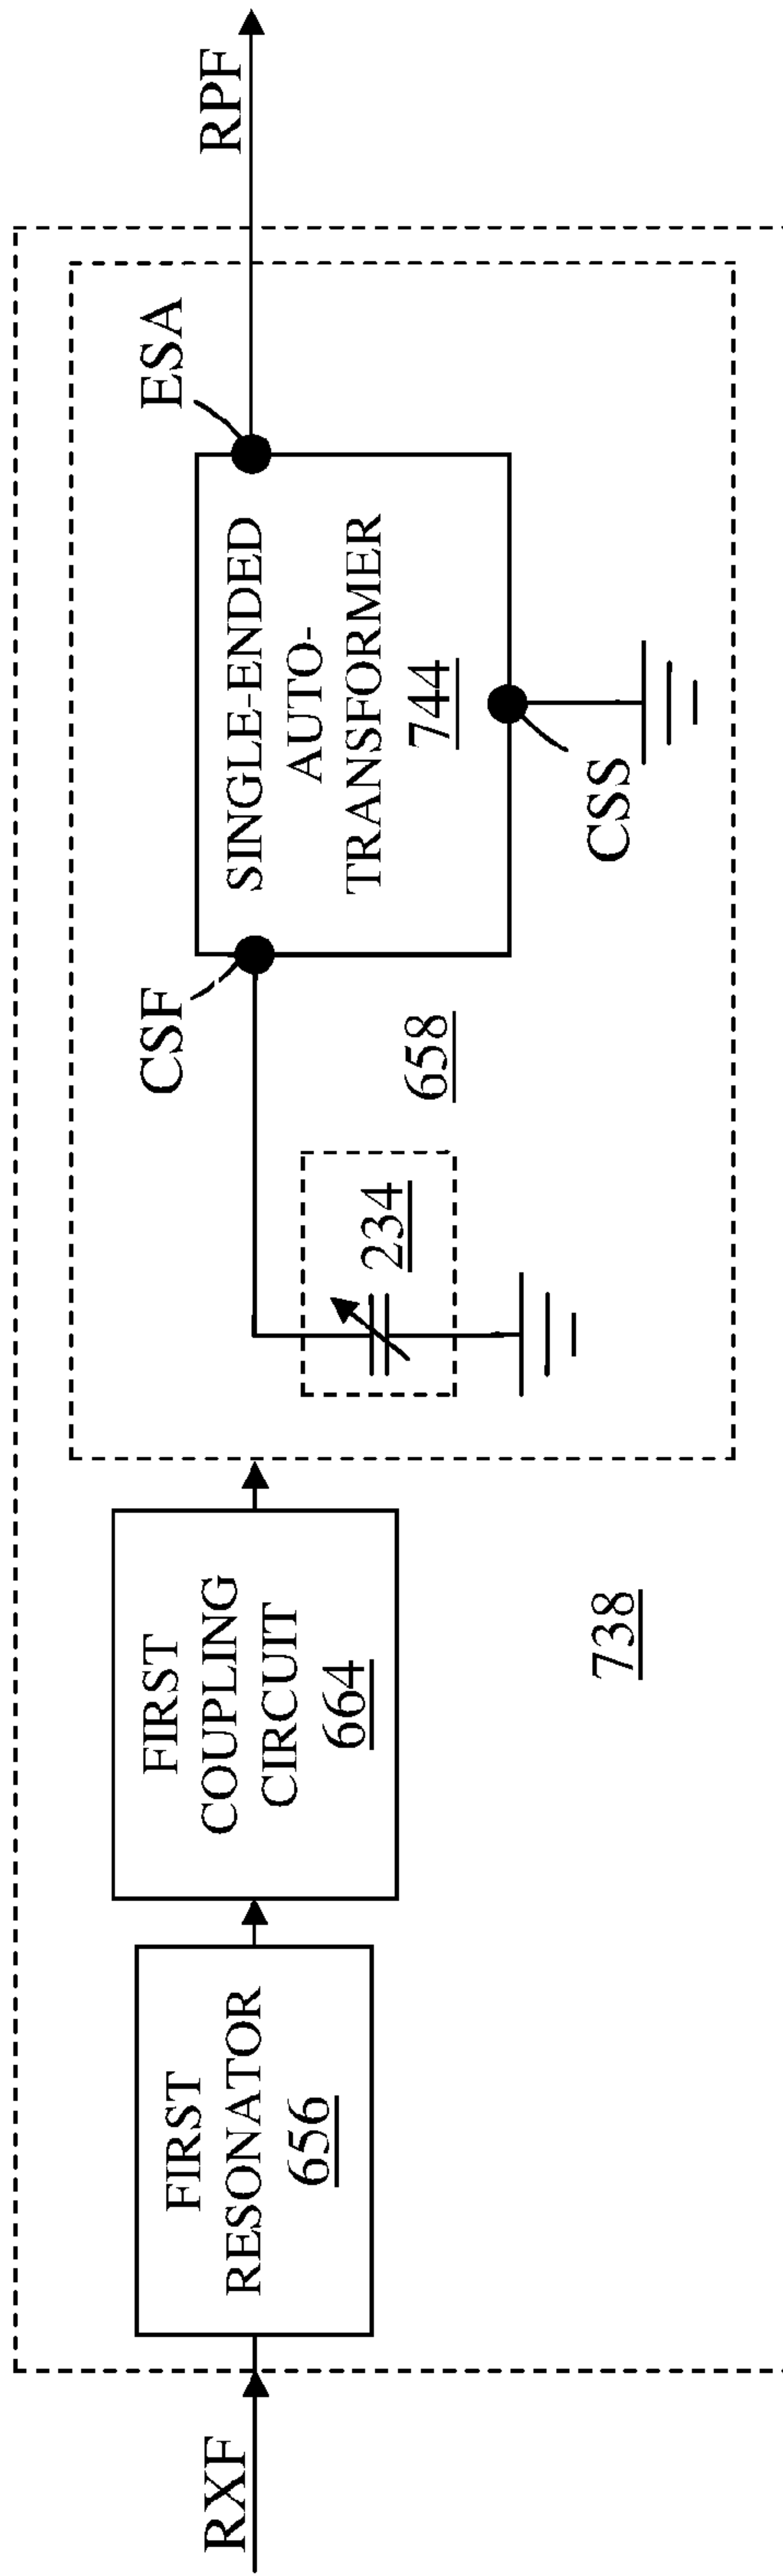 RXF
FIRST
RESONATOR
656
FIRST
COUPLING
CIRCUIT
664
738
234
658
CSF
SINGLE-ENDED
AUTO-
TRANSFORMER
744
CSS
ESA
RPF